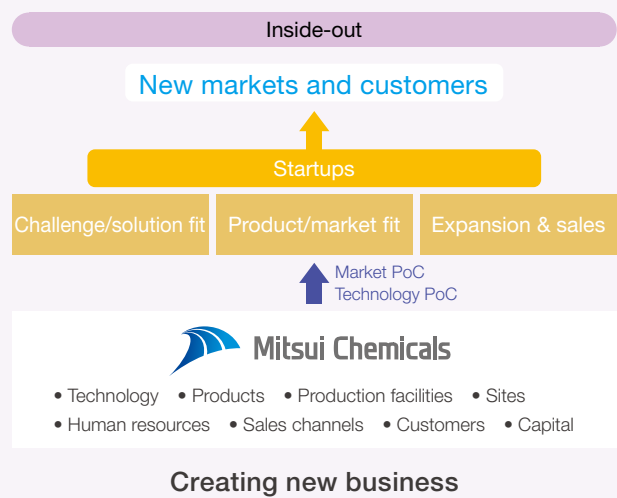 Inside-out
New markets and customers
Startups
Challenge/solution fit
Product/market fit
Expansion & sales
Market PoC
Technology PoC
Mitsui Chemicals
• Technology • Products • Production facilities • Sites
• Human resources • Sales channels • Customers • Capital
Creating new business